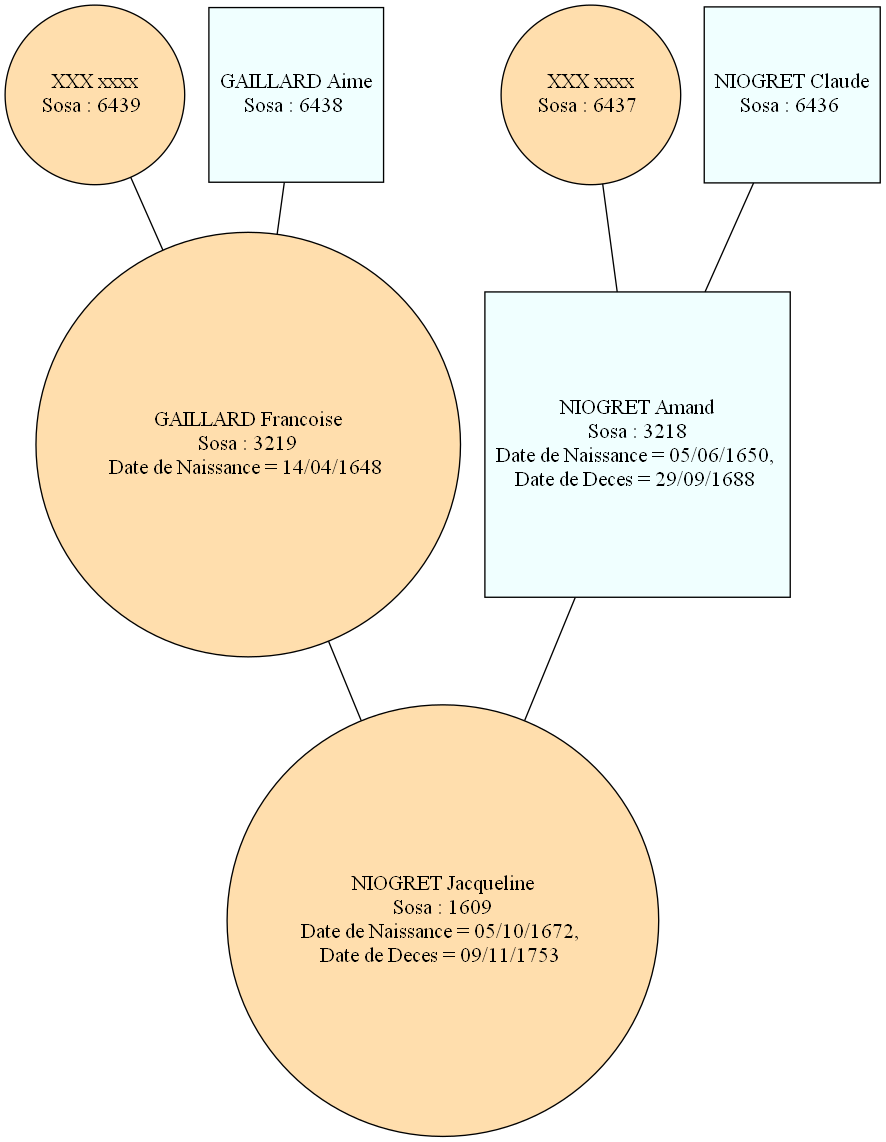 XXX xxxx
Sosa : 6439
GAILLARD Aime
Sosa : 6438
XXX xxxx
Sosa : 6437
NIOGRET Claude
Sosa : 6436
GAILLARD Francoise
Sosa : 3219
Date de Naissance = 14/04/1648
NIOGRET Amand
Sosa : 3218
Date de Naissance = 05/06/1650,
Date de Deces = 29/09/1688
NIOGRET Jacqueline
Sosa : 1609
Date de Naissance = 05/10/1672,
Date de Deces = 09/11/1753